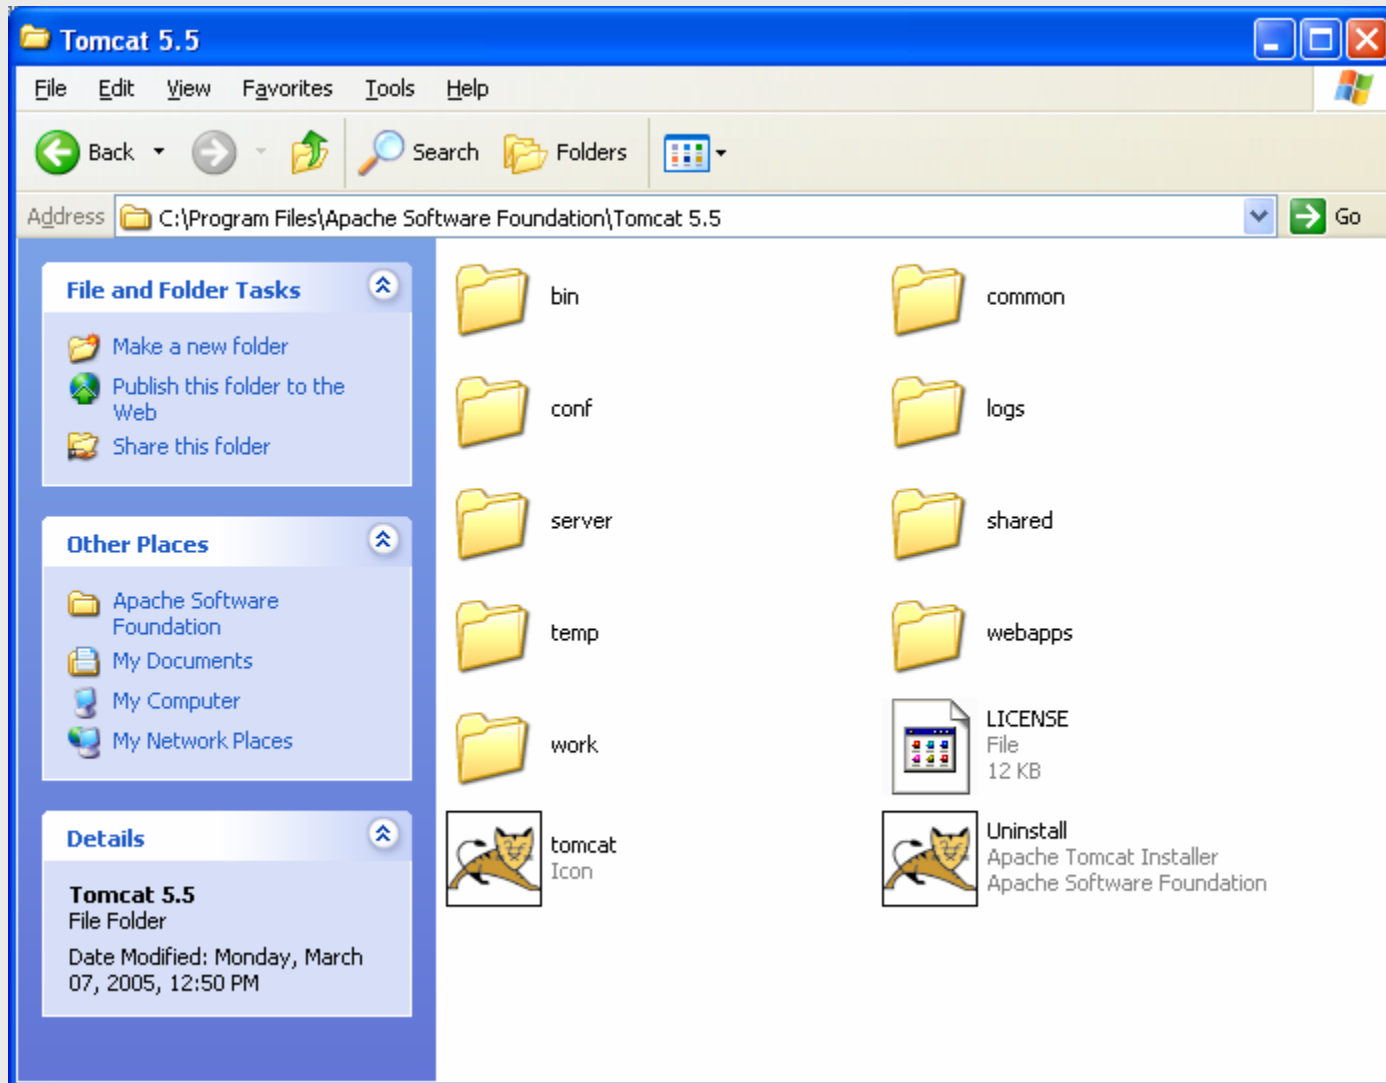 Tomcat 5.5
File Edit View Favorites Tools Help
Back Search Folders
Address C:\Program Files\Apache Software Foundation\Tomcat 5.5 Go
File and Folder Tasks
Make a new folder
Publish this folder to the
Web
Share this folder
Other Places
Apache Software
Foundation
My Documents
My Computer
My Network Places
Details
Tomcat 5.5
File Folder
Date Modified: Monday, March
07, 2005, 12:50 PM
bin
common
conf
logs
server
shared
temp
webapps
work
LICENSE
File
12 KB
tomcat
Icon
Uninstall
Apache Tomcat Installer
Apache Software Foundation